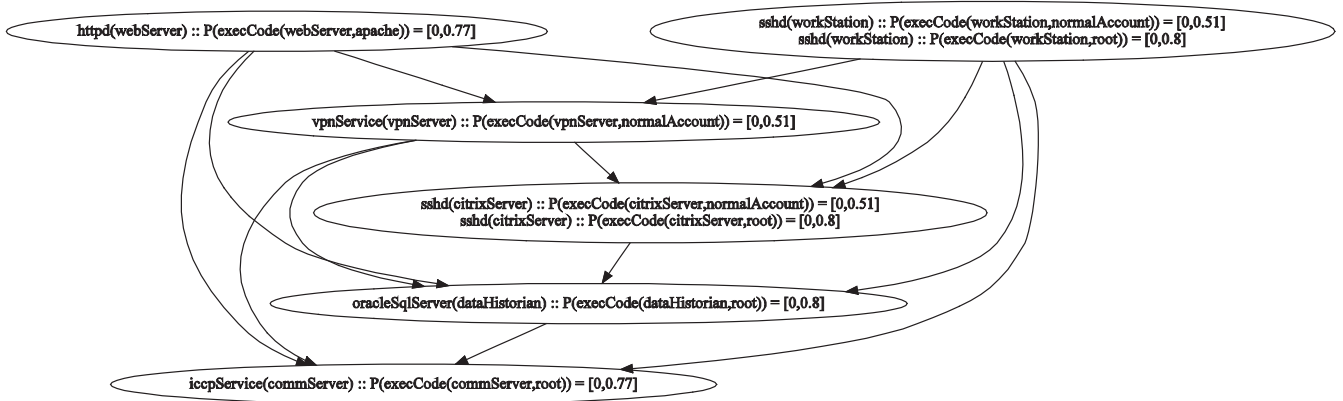 httpd(webServer) :: P(execCode(webServer,apache)) = [0,0.77]
sshd(workStation) :: P(execCode(workStation,normalAccount)) = [0,0.51]
sshd(workStation) :: P(execCode(workStation,root)) = [0,0.8]
vpnService(vpnServer) :: P(execCode(vpnServer,normalAccount)) = [0,0.51]
sshd(citrixServer) :: P(execCode(citrixServer,normalAccount)) = [0,0.51]
sshd(citrixServer) :: P(execCode(citrixServer,root)) = [0,0.8]
oracleSqlServer(dataHistorian) :: P(execCode(dataHistorian,root)) = [0,0.8]
iccpService(commServer) :: P(execCode(commServer,root)) = [0,0.77]